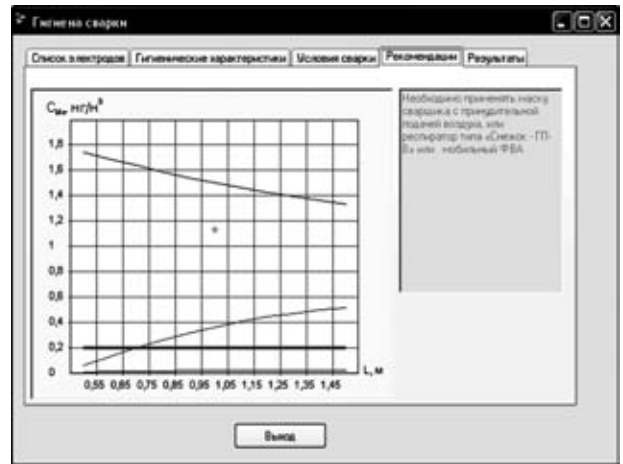 Гигиена сварки
Список электродов Гигиенические характеристики Условия сварки Рекомендации Результаты
С мг/м³
1,8
1,6
1,4
1,2
1
0,8
0,6
0,4
0,2
0
L, м
0,55 0,65 0,75 0,85 0,95 1,05 1,15 1,25 1,35 1,45
Необходимо применять маску
сварщика с принудительной
подачей воздуха, или
респиратор типа «Снежок - ГП-
В» или мобильный ФВА
Выход